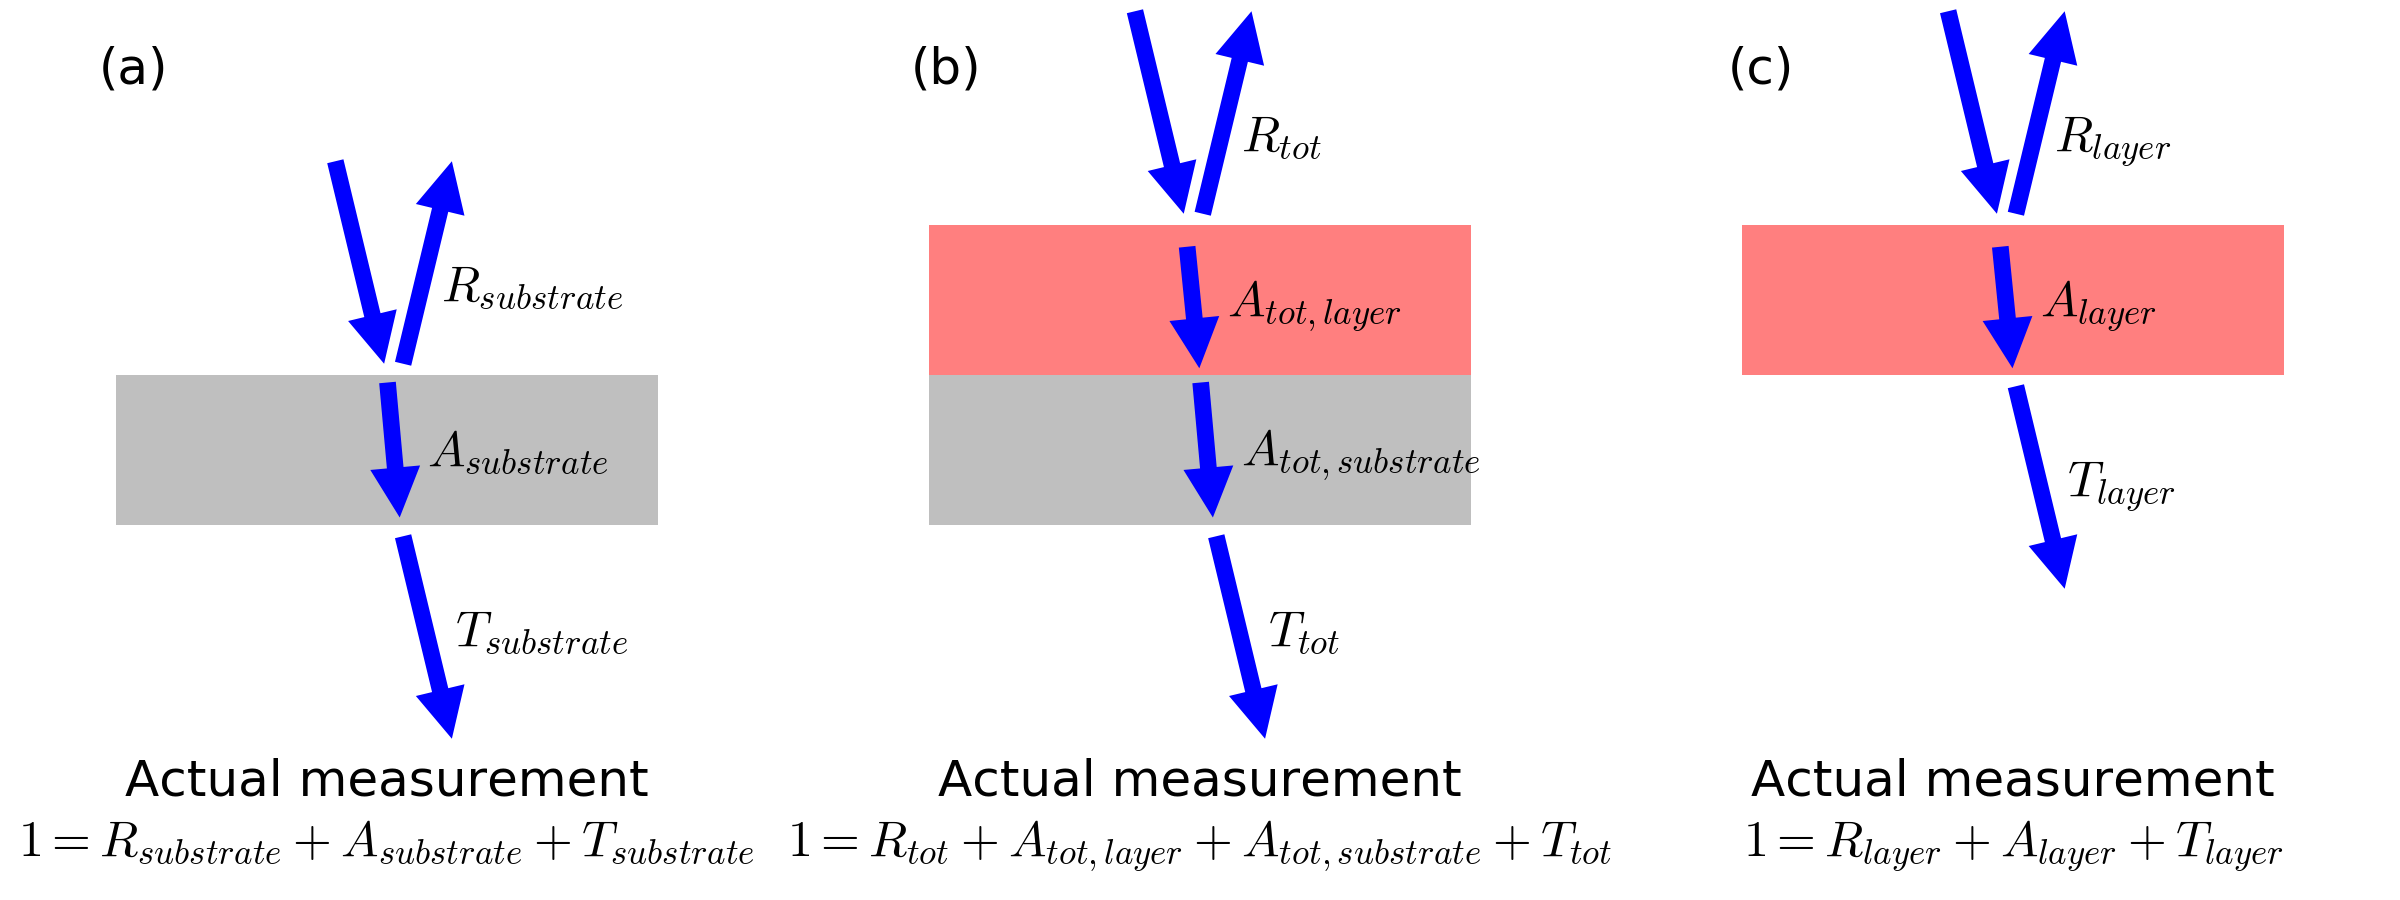 (a)
R_{substrate}
A_{substrate}
T_{substrate}
Actual measurement
1 = R_{substrate} + A_{substrate} + T_{substrate}
(b)
R_{tot}
A_{tot, layer}
A_{tot, substrate}
T_{tot}
Actual measurement
1 = R_{tot} + A_{tot, layer} + A_{tot, substrate} + T_{tot}
(c)
R_{layer}
A_{layer}
T_{layer}
Actual measurement
1 = R_{layer} + A_{layer} + T_{layer}